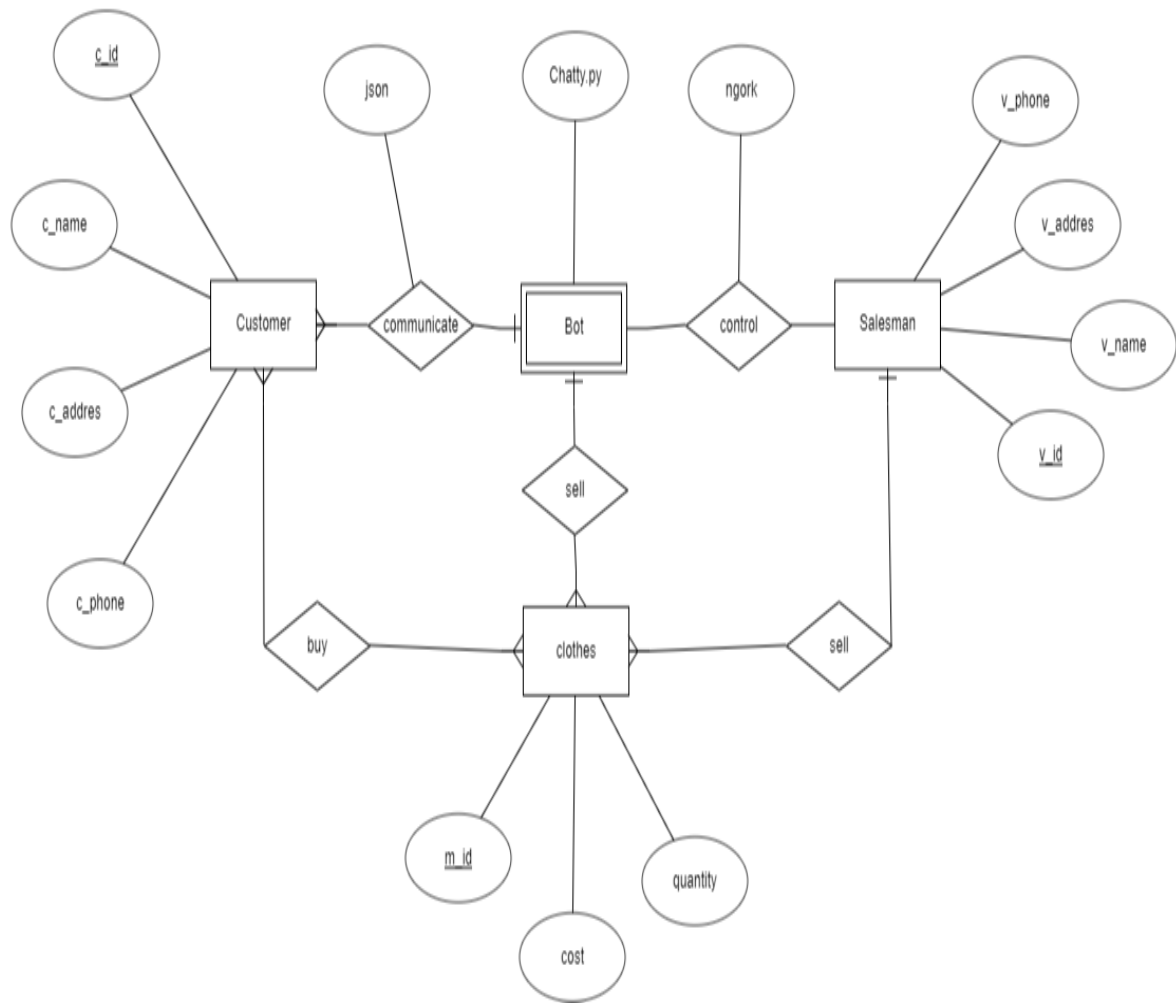 c_id
json
Chatty.py
ngork
v_phone
c_name
v_addres
Customer
communicate
Bot
control
Salesman
v_name
c_addres
v_id
sell
c_phone
buy
clothes
sell
m_id
quantity
cost